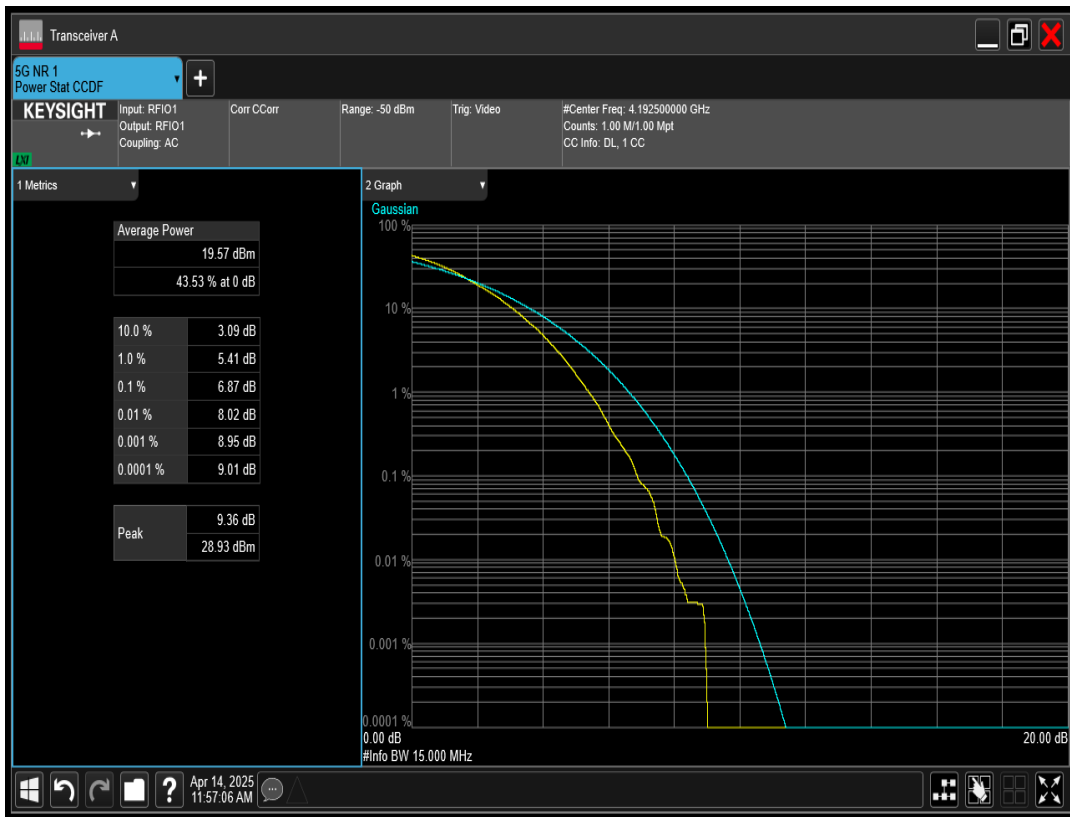 Transceiver A
5G NR 1
Power Stat CCDF
+
KEYSIGHT
LXI
Input: RFIO1
Output: RFIO1
Coupling: AC
Corr CCorr
Range: -50 dBm
Trig: Video
#Center Freq: 4.192500000 GHz
Counts: 1.00 M/1.00 Mpt
CC Info: DL, 1 CC
1 Metrics
Average Power
19.57 dBm
43.53 % at 0 dB
10.0 % 3.09 dB
1.0 % 5.41 dB
0.1 % 6.87 dB
0.01 % 8.02 dB
0.001 % 8.95 dB
0.0001 % 9.01 dB
Peak
9.36 dB
28.93 dBm
2 Graph
Gaussian
100 %
10 %
1 %
0.1 %
0.01 %
0.001 %
0.0001 %
0.00 dB 20.00 dB
#Info BW 15.000 MHz
?
Apr 14, 2025
11:57:06 AM